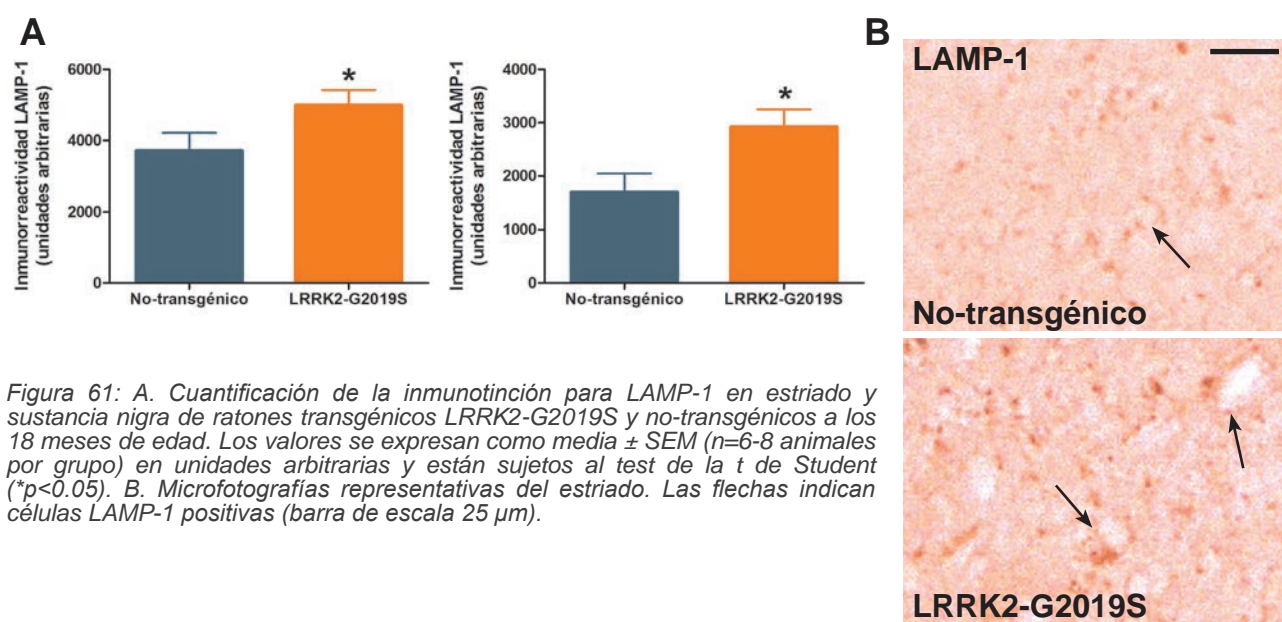 A
Inmunorreactividad LAMP-1
(unidades arbitrarias)
6000
4000
2000
0
*
No-transgénico
LRRK2-G2019S
Inmunorreactividad LAMP-1
(unidades arbitrarias)
4000
3000
2000
1000
0
*
No-transgénico
LRRK2-G2019S
B
LAMP-1
No-transgénico
LRRK2-G2019S
Figura 61: A. Cuantificación de la inmunotinción para LAMP-1 en estriado y
sustancia nigra de ratones transgénicos LRRK2-G2019S y no-transgénicos a los
18 meses de edad. Los valores se expresan como media ± SEM (n=6-8 animales
por grupo) en unidades arbitrarias y están sujetos al test de la t de Student
(*p<0.05). B. Microfotografías representativas del estriado. Las flechas indican
células LAMP-1 positivas (barra de escala 25 µm).